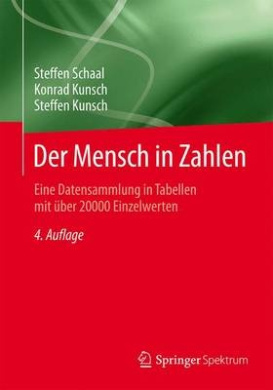 Steffen Schaal
Konrad Kunsch
Steffen Kunsch
Der Mensch in Zahlen
Eine Datensammlung in Tabellen
mit über 20000 Einzelwerten
4. Auflage
Springer Spektrum